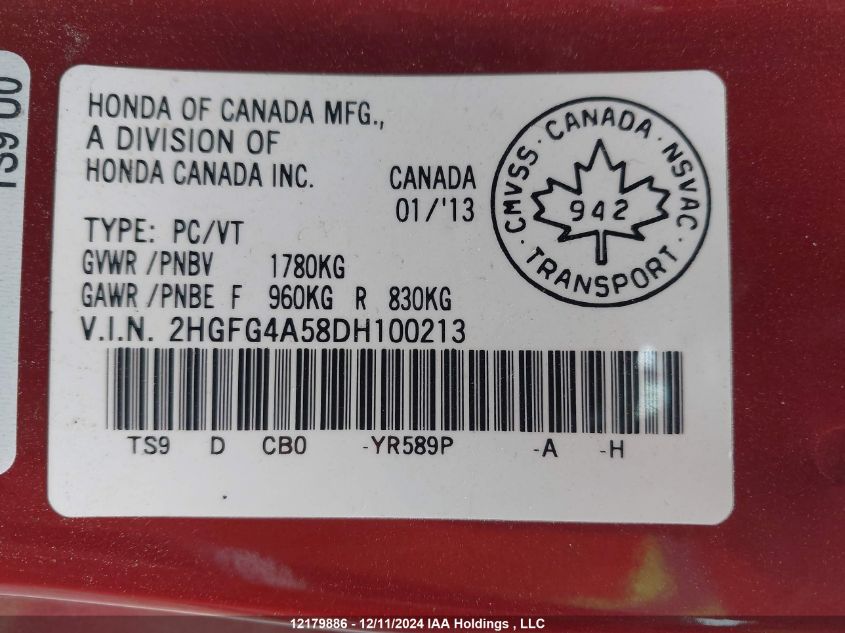 TS9 00
HONDA OF CANADA MFG.,
A DIVISION OF
HONDA CANADA INC.
CANADA
01/'13
TYPE: PC/VT
GVWR /PNBV 1780KG
GAWR /PNBE F 960KG R 830KG
V.I.N. 2HGFG4A58DH100213
TS9 D CB0 -YR589P -A -H
CMVSS · CANADA · NSVAC · TRANSPORT ·
942
12179886 - 12/11/2024 IAA Holdings , LLC